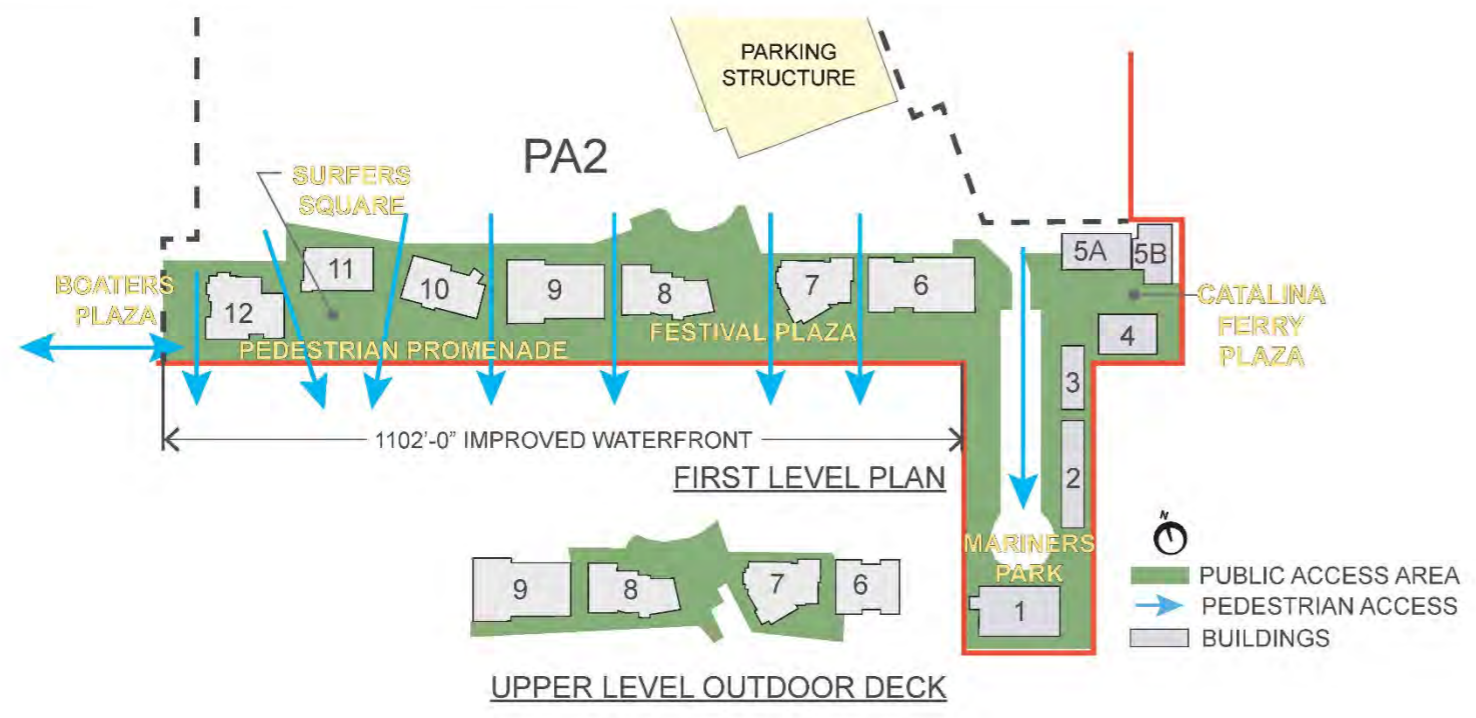 PARKING
STRUCTURE
PA2
SURFERS
SQUARE
BOATERS
PLAZA
12
11
10
9
8
7
6
5A
5B
4
3
2
1
PEDESTRIAN PROMENADE
FESTIVAL PLAZA
CATALINA
FERRY
PLAZA
1102'-0" IMPROVED WATERFRONT
FIRST LEVEL PLAN
MARINERS
PARK
9
8
7
6
UPPER LEVEL OUTDOOR DECK
N
PUBLIC ACCESS AREA
PEDESTRIAN ACCESS
BUILDINGS